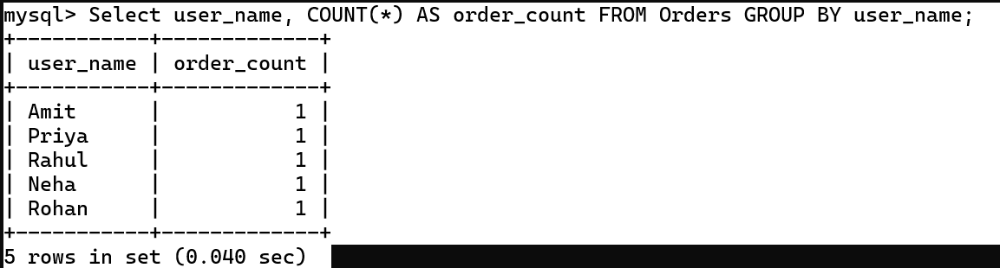 mysql> Select user_name, COUNT(*) AS order_count FROM Orders GROUP BY user_name;
+-----------+-------------+
| user_name | order_count |
+-----------+-------------+
| Amit      |           1 |
| Priya     |           1 |
| Rahul     |           1 |
| Neha      |           1 |
| Rohan     |           1 |
+-----------+-------------+
5 rows in set (0.040 sec)